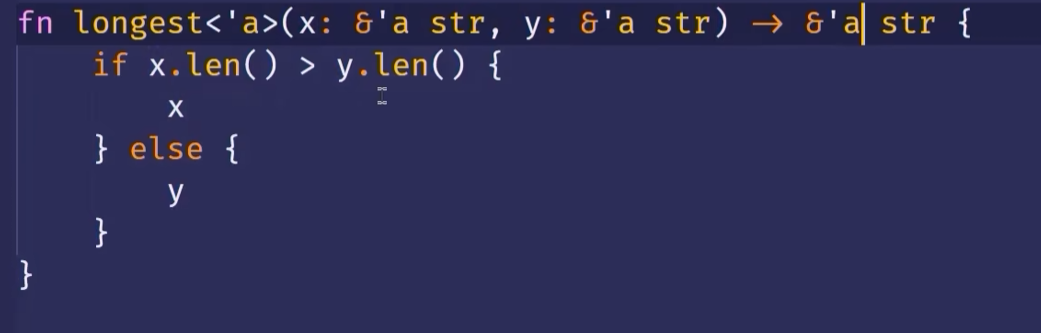 fn longest<'a>(x: &'a str, y: &'a str) → &'a str {
    if x.len() > y.len() {
        x
    } else {
        y
    }
}